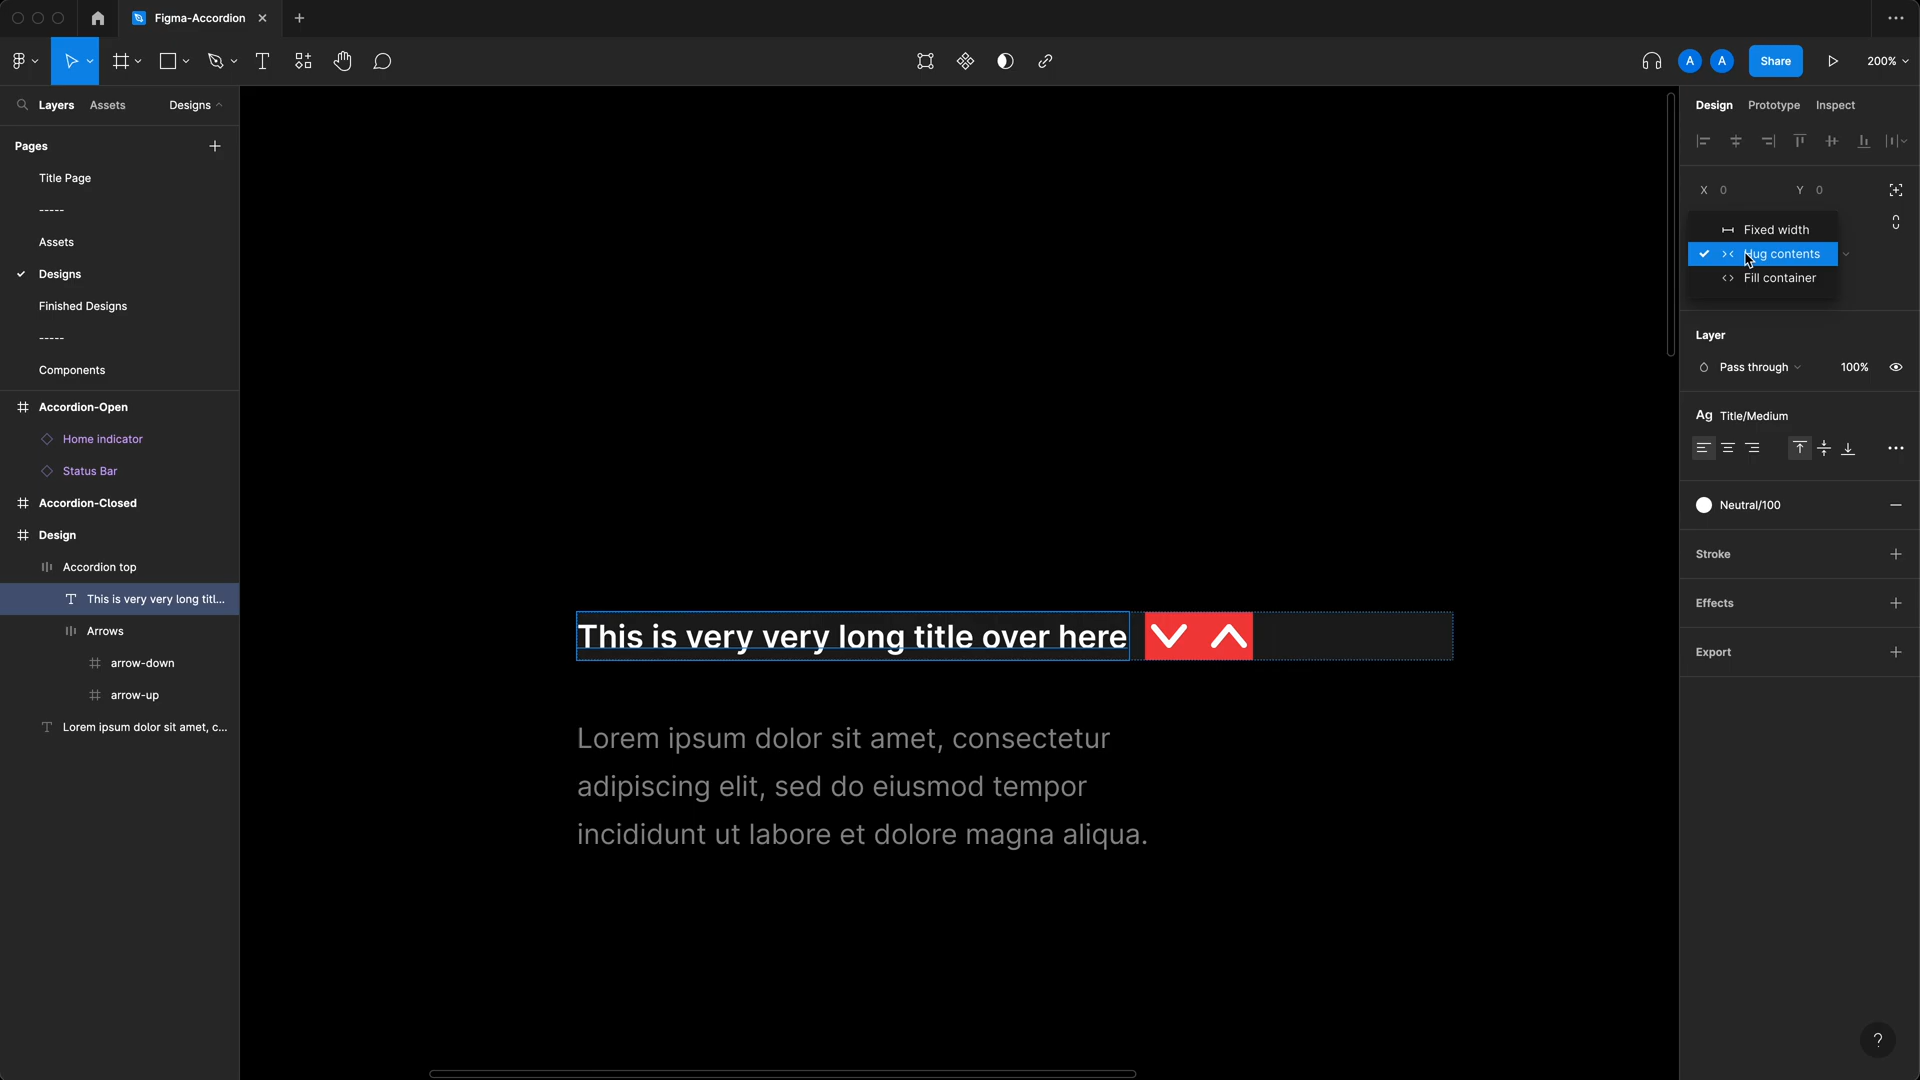 Figma-Accordion
A
A
Share
200%
Layers
Assets
Designs
Design
Prototype
Inspect
Pages
Title Page
-----
Assets
Designs
Finished Designs
-----
Components
Accordion-Open
Home indicator
Status Bar
Accordion-Closed
Design
Accordion top
This is very very long titl...
Arrows
arrow-down
arrow-up
Lorem ipsum dolor sit amet, c...
This is very very long title over here
Lorem ipsum dolor sit amet, consectetur
adipiscing elit, sed do eiusmod tempor
incididunt ut labore et dolore magna aliqua.
X 0
Y 0
Fixed width
Hug contents
Fill container
Layer
Pass through
100%
Ag Title/Medium
Neutral/100
Stroke
Effects
Export
?